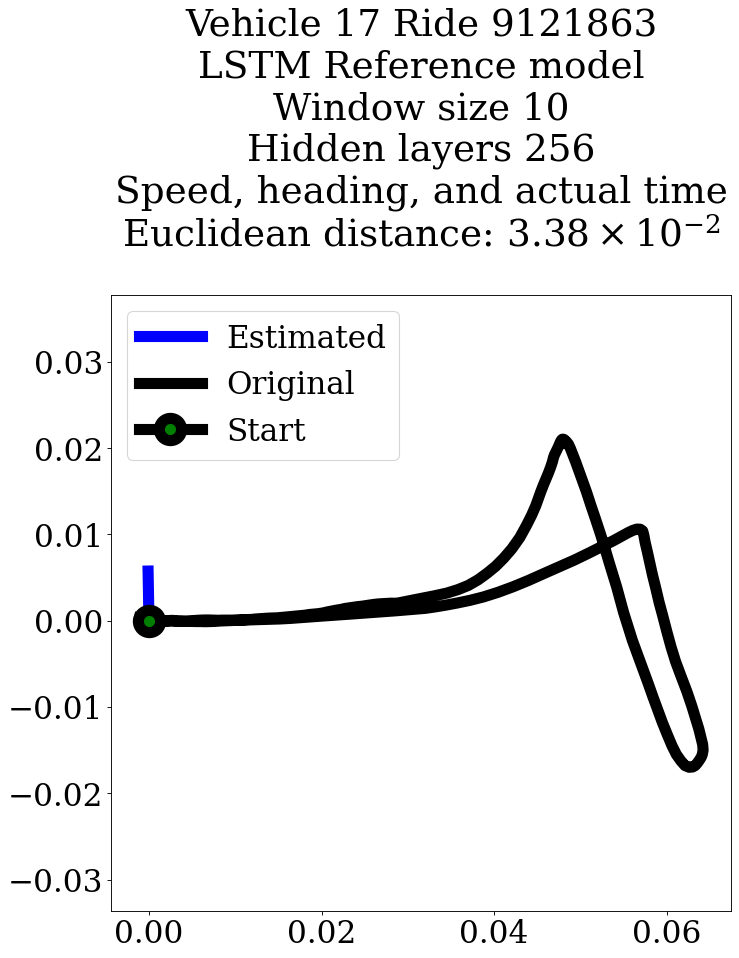 Vehicle 17 Ride 9121863
LSTM Reference model
Window size 10
Hidden layers 256
Speed, heading, and actual time
Euclidean distance: 3.38 × 10⁻²
Estimated
Original
Start
0.03
0.02
0.01
0.00
−0.01
−0.02
−0.03
0.00 0.02 0.04 0.06